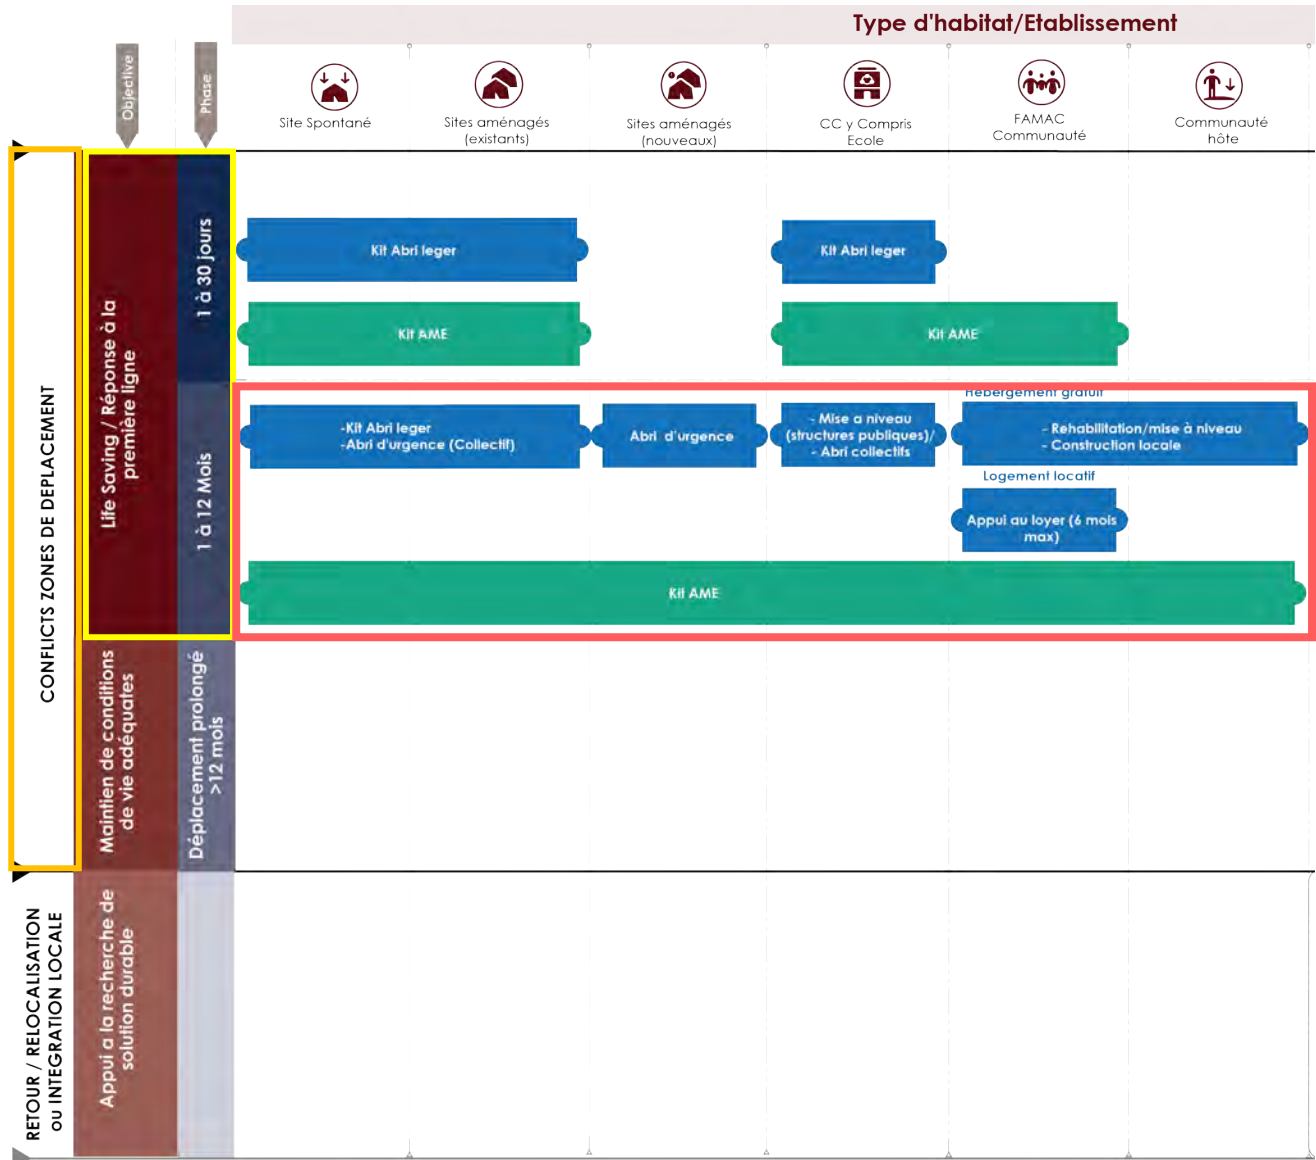 Type d'habitat/Etablissement
Objective
Phase
Site Spontané
Sites aménagés
(existants)
Sites aménagés
(nouveaux)
CC y Compris
Ecole
FAMAC
Communauté
Communauté
hôte
CONFLICTS ZONES DE DEPLACEMENT
Life Saving / Réponse à la
première ligne
1 à 30 jours
Kit Abri leger
Kit Abri leger
Kit AME
Kit AME
1 à 12 Mois
-Kit Abri leger
-Abri d'urgence (Collectif)
Abri d'urgence
- Mise a niveau
(structures publiques)/
- Abri collectifs
Hebergement gratuit
- Rehabilitation/mise à niveau
- Construction locale
Logement locatif
Appui au loyer (6 mois
max)
Kit AME
Maintien de conditions
de vie adéquates
Déplacement prolongé
>12 mois
RETOUR / RELOCALISATION
ou INTEGRATION LOCALE
Appui a la recherche de
solution durable